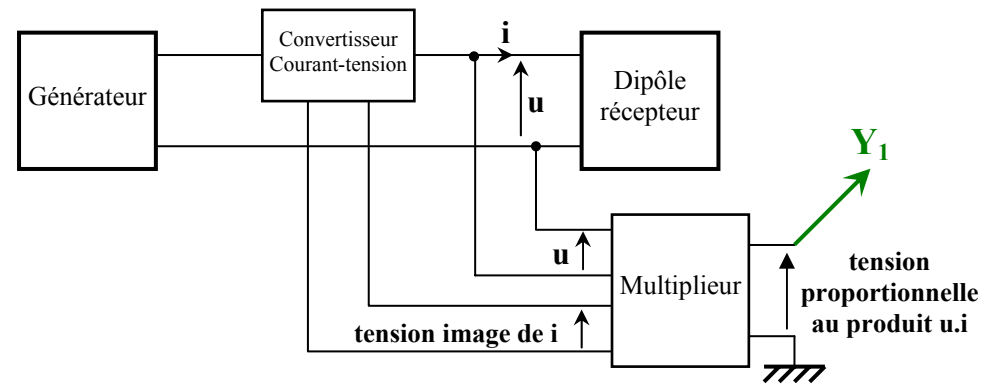 Générateur
Convertisseur
Courant-tension
i
u
Dipôle
récepteur
Y1
u
Multiplieur
tension image de i
tension
proportionnelle
au produit u.i